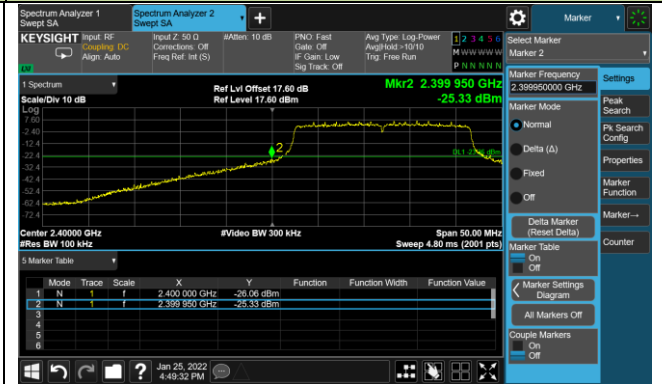 Spectrum Analyzer 1
Swept SA
Spectrum Analyzer 2
Swept SA
+
Marker
KEYSIGHT
Input: RF
Coupling: DC
Align: Auto
Input Z: 50 Ω
Corrections: Off
Freq Ref: Int (S)
#Atten: 10 dB
PNO: Fast
Gate: Off
IF Gain: Low
Sig Track: Off
Avg Type: Log-Power
Avg|Hold:>10/10
Trig: Free Run
1 2 3 4 5 6
M W W W W W
P N N N N N
LU
Select Marker
Marker 2
1 Spectrum
Scale/Div 10 dB
Log
Ref Lvl Offset 17.60 dB
Ref Level 17.60 dBm
Mkr2 2.399 950 GHz
-25.33 dBm
7.60
-2.40
-12.4
-22.4
-32.4
-42.4
-52.4
-62.4
-72.4
2
Center 2.40000 GHz
#Res BW 100 kHz
#Video BW 300 kHz
Span 50.00 MHz
Sweep 4.80 ms (2001 pts)
5 Marker Table
Mode Trace Scale X Y Function Function Width Function Value
1 N 1 f 2.400 000 GHz -26.06 dBm
2 N 1 f 2.399 950 GHz -25.33 dBm
3
4
5
6
Marker Frequency
2.399950000 GHz
Marker Mode
Normal
Delta (Δ)
Fixed
Off
Delta Marker
(Reset Delta)
Marker Table
On
Off
Marker Settings
Diagram
All Markers Off
Couple Markers
On
Off
Settings
Peak
Search
Pk Search
Config
Properties
Marker
Function
Marker→
Counter
?
Jan 25, 2022
4:49:32 PM